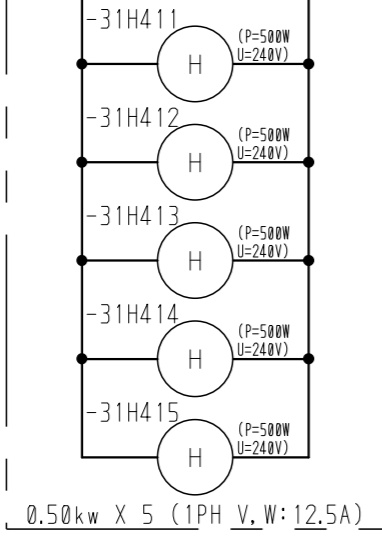 -31H411
(P=500W
U=240V)
H
-31H412
(P=500W
U=240V)
H
-31H413
(P=500W
U=240V)
H
-31H414
(P=500W
U=240V)
H
-31H415
(P=500W
U=240V)
H
0.50kw X 5 (1PH V,W:12.5A)